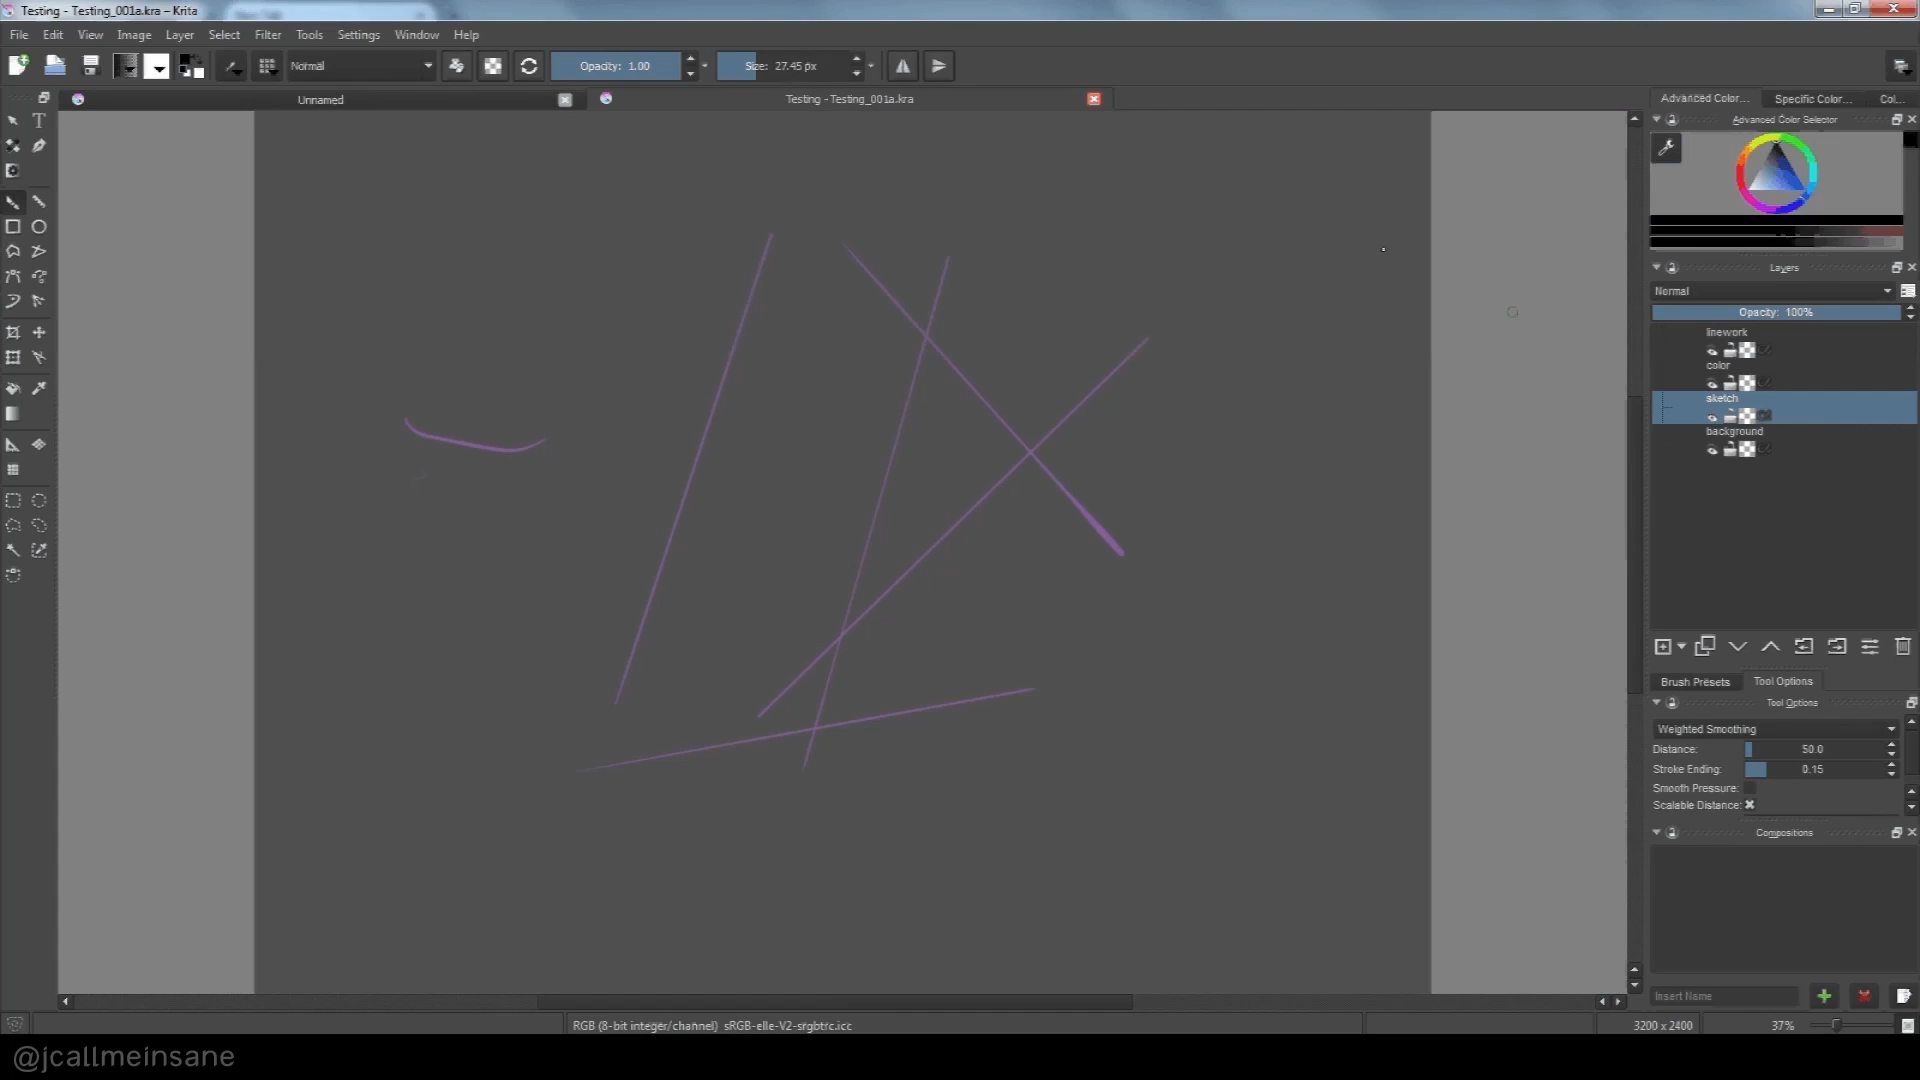 Testing - Testing_001a.kra – Krita
File Edit View Image Layer Select Filter Tools Settings Window Help
Normal Opacity: 1.00 Size: 27.45 px
Unnamed Testing - Testing_001a.kra
Advanced Color... Specific Color... Col...
Advanced Color Selector
Layers
Normal
Opacity: 100%
linework
color
sketch
background
Brush Presets Tool Options
Tool Options
Weighted Smoothing
Distance: 50.0
Stroke Ending: 0.15
Smooth Pressure:
Scalable Distance:
Compositions
Insert Name
RGB (8-bit integer/channel) sRGB-elle-V2-srgbtrc.icc 3200 x 2400 37%
@jcallmeinsane